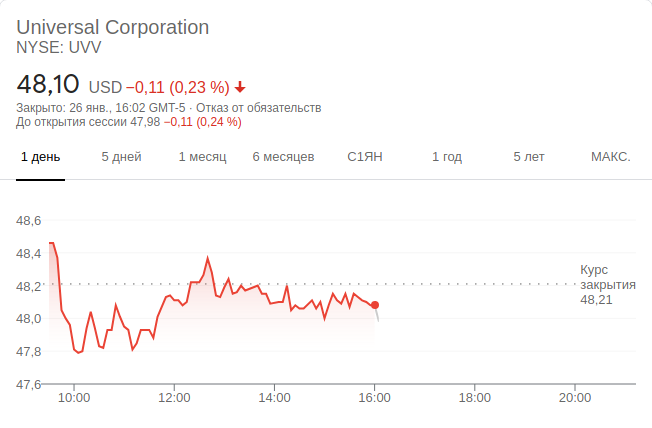 Universal Corporation
NYSE: UVV
48,10 USD −0,11 (0,23 %)
Закрыто: 26 янв., 16:02 GMT-5 · Отказ от обязательств
До открытия сессии 47,98 −0,11 (0,24 %)
1 день 5 дней 1 месяц 6 месяцев С1ЯН 1 год 5 лет МАКС.
48,6
48,4
Курс
закрытия
48,21
48,2
48,0
47,8
47,6
10:00 12:00 14:00 16:00 18:00 20:00